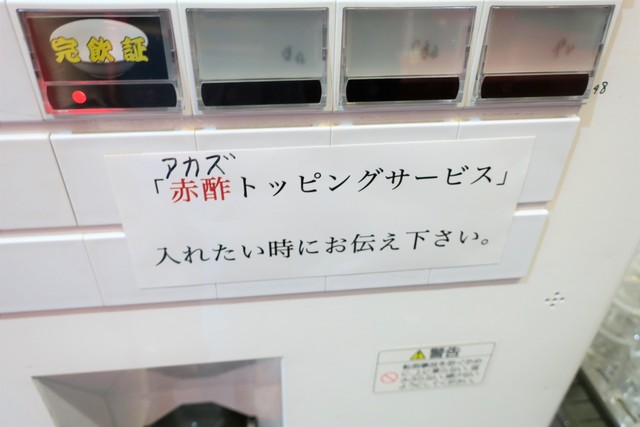 完飲証
48
アカズ
「赤酢トッピングサービス」
入れたい時にお伝え下さい。
警告